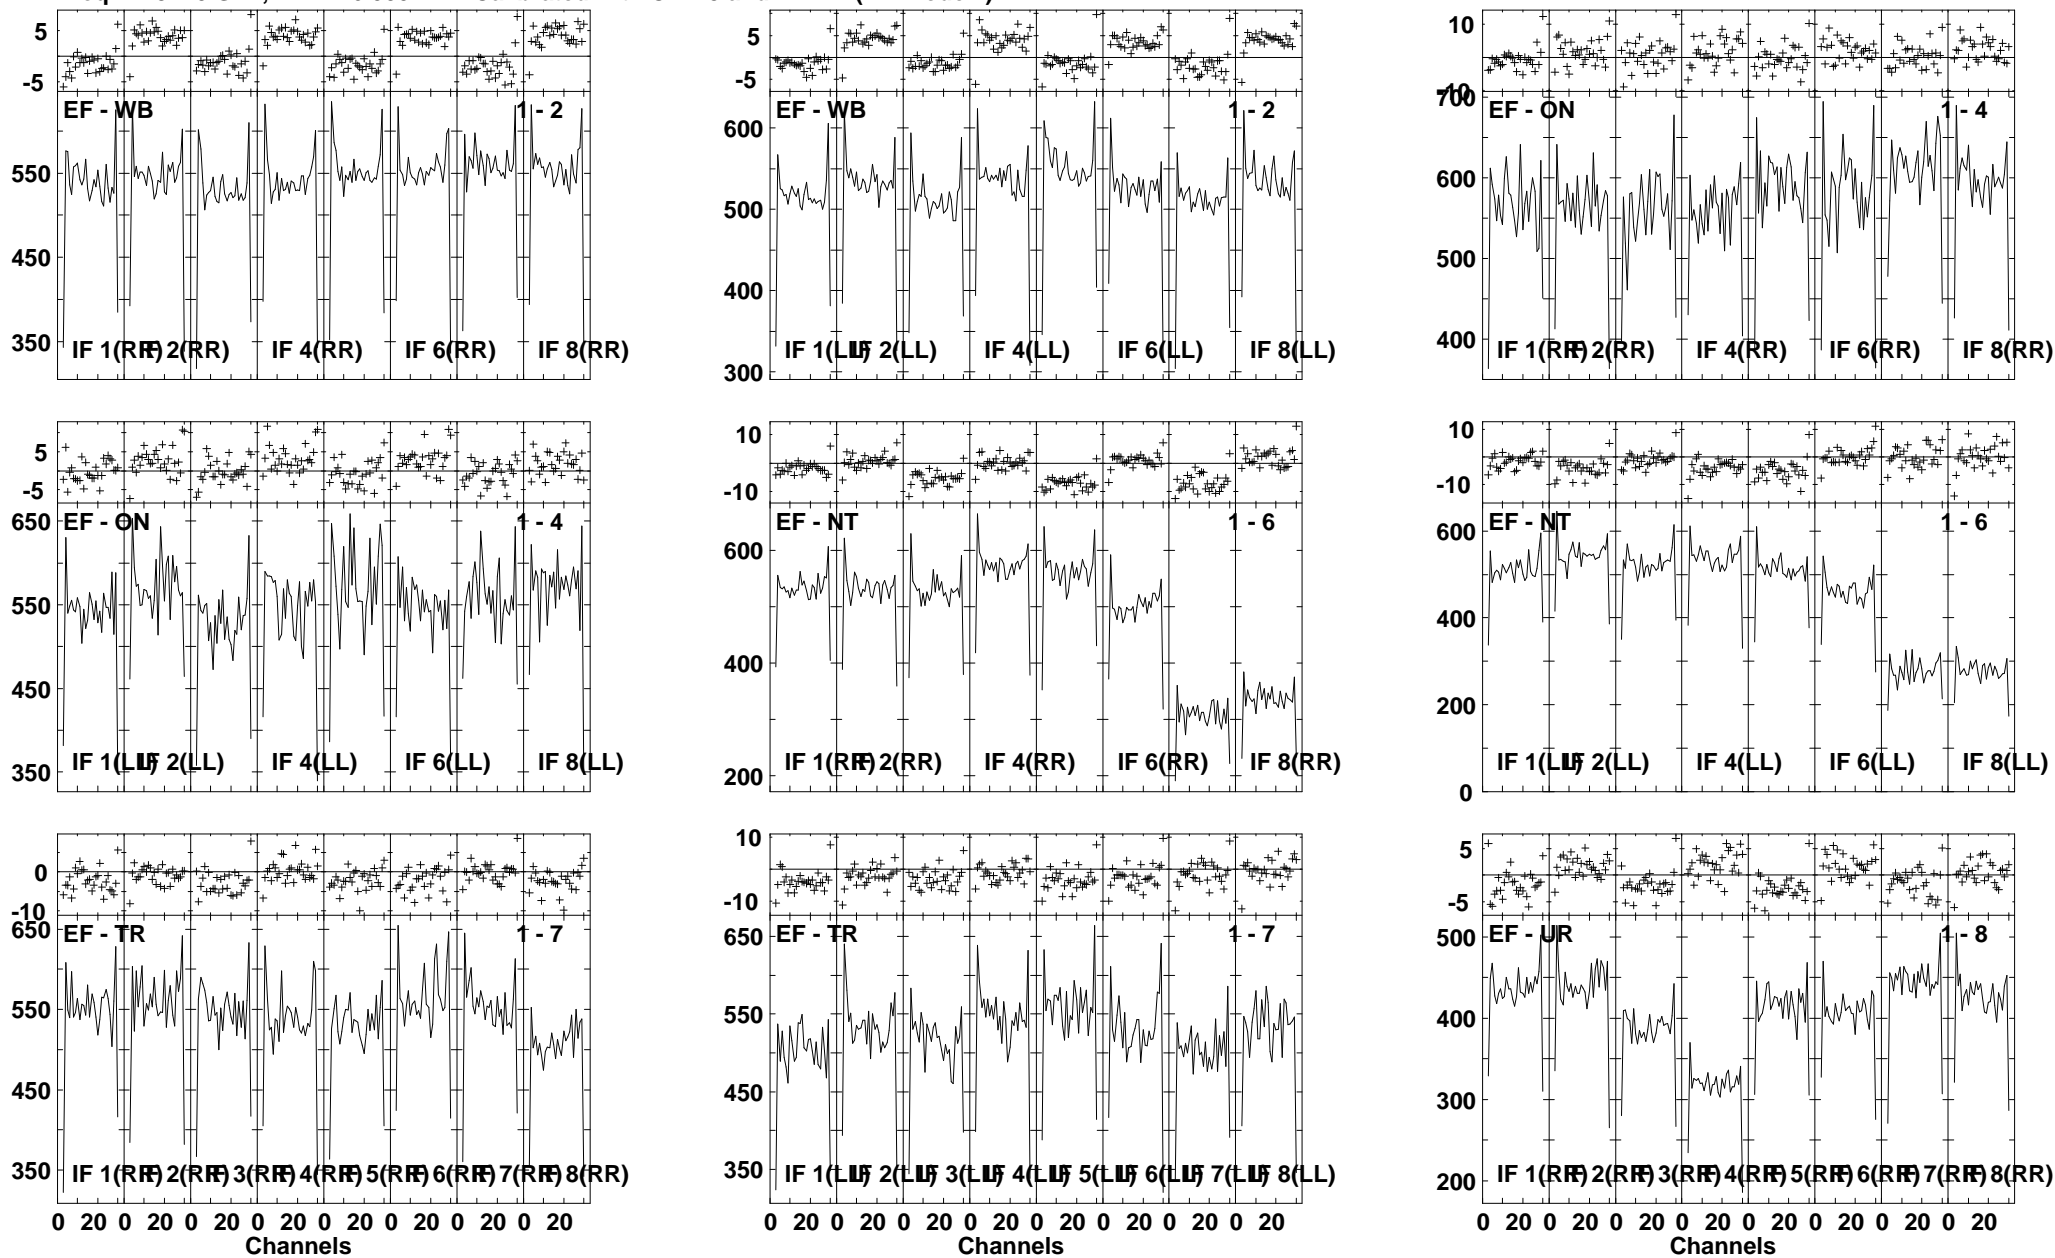 5 5 10
-5 -5 -10
EF - WB 1 - 2 EF - WB 1 - 2 700 EF - ON 1 - 4
550 600 600
450 500 500
350 400 400
300
IF 1(RR) IF 2(RR) IF 4(RR) IF 6(RR) IF 8(RR) IF 1(LL) IF 2(LL) IF 4(LL) IF 6(LL) IF 8(LL) IF 1(RR) IF 2(RR) IF 4(RR) IF 6(RR) IF 8(RR)
5 10 10
-5 -10 -10
650 EF - ON 1 - 4 EF - NT 1 - 6 EF - NT 1 - 6
550 600 600
450 400 400
350 200 200
0
IF 1(LL) IF 2(LL) IF 4(LL) IF 6(LL) IF 8(LL) IF 1(RR) IF 2(RR) IF 4(RR) IF 6(RR) IF 8(RR) IF 1(LL) IF 2(LL) IF 4(LL) IF 6(LL) IF 8(LL)
0 10 5
-10 -10 -5
650 EF - TR 1 - 7 650 EF - TR 1 - 7 500 EF - UR 1 - 8
550 550 400
450 450 300
350 350 200
IF 1(RR) IF 2(RR) IF 3(RR) IF 4(RR) IF 5(RR) IF 6(RR) IF 7(RR) IF 8(RR) IF 1(LL) IF 2(LL) IF 3(LL) IF 4(LL) IF 5(LL) IF 6(LL) IF 7(LL) IF 8(LL) IF 1(RR) IF 2(RR) IF 3(RR) IF 4(RR) IF 5(RR) IF 6(RR) IF 7(RR) IF 8(RR)
0 20 0 20 0 20 0 20 0 20 0 20 0 20 0 20 0 20 0 20 0 20 0 20 0 20 0 20 0 20 0 20 0 20 0 20 0 20 0 20 0 20 0 20 0 20 0 20
Channels Channels Channels